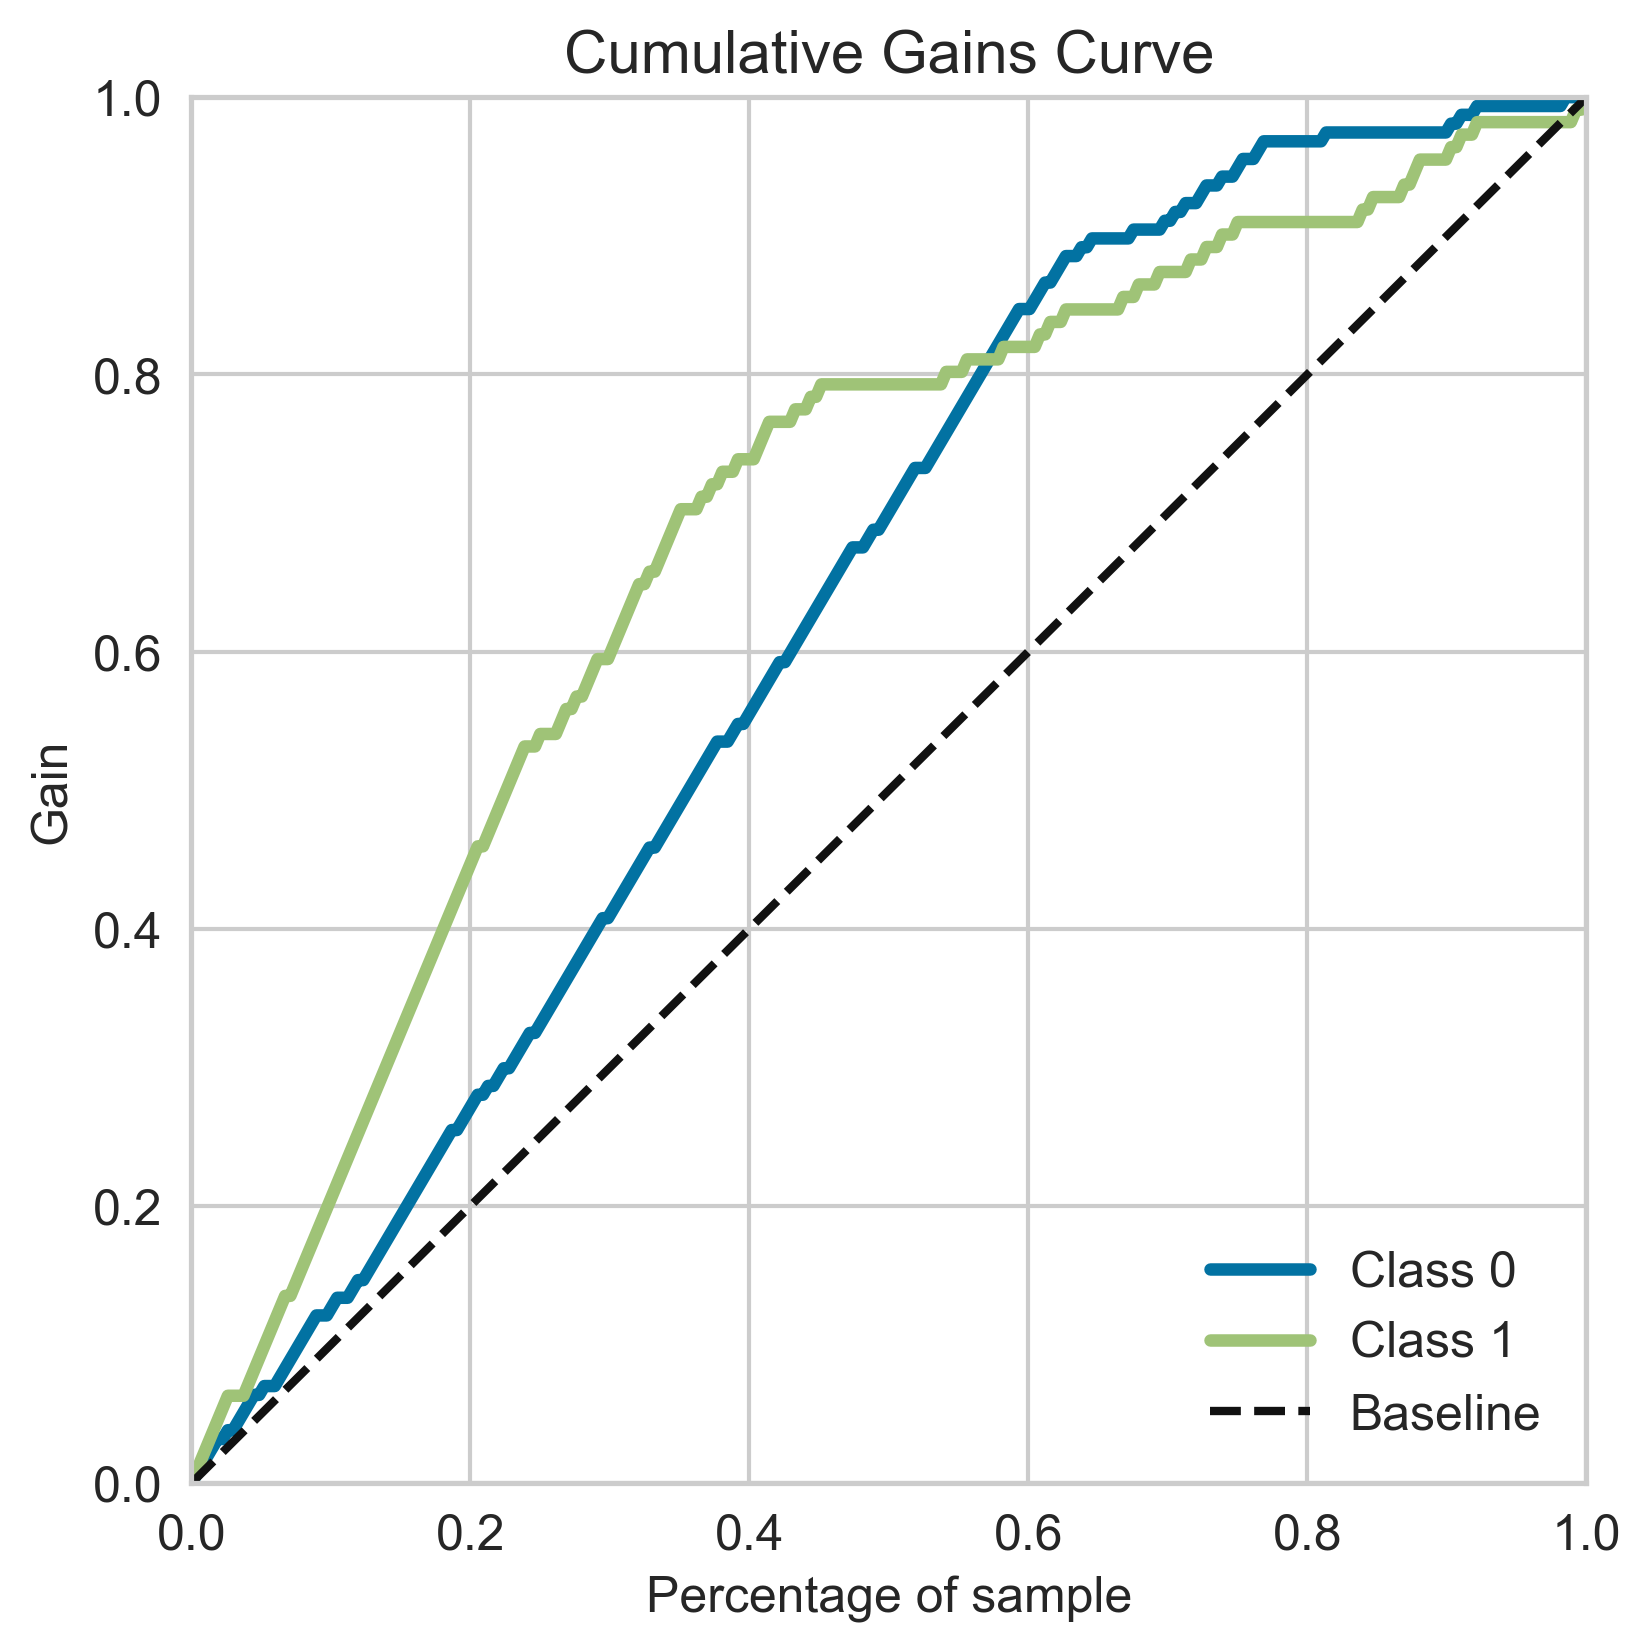 Cumulative Gains Curve
1.0
0.8
0.6
0.4
0.2
0.0
Gain
0.0 0.2 0.4 0.6 0.8 1.0
Percentage of sample
Class 0
Class 1
Baseline